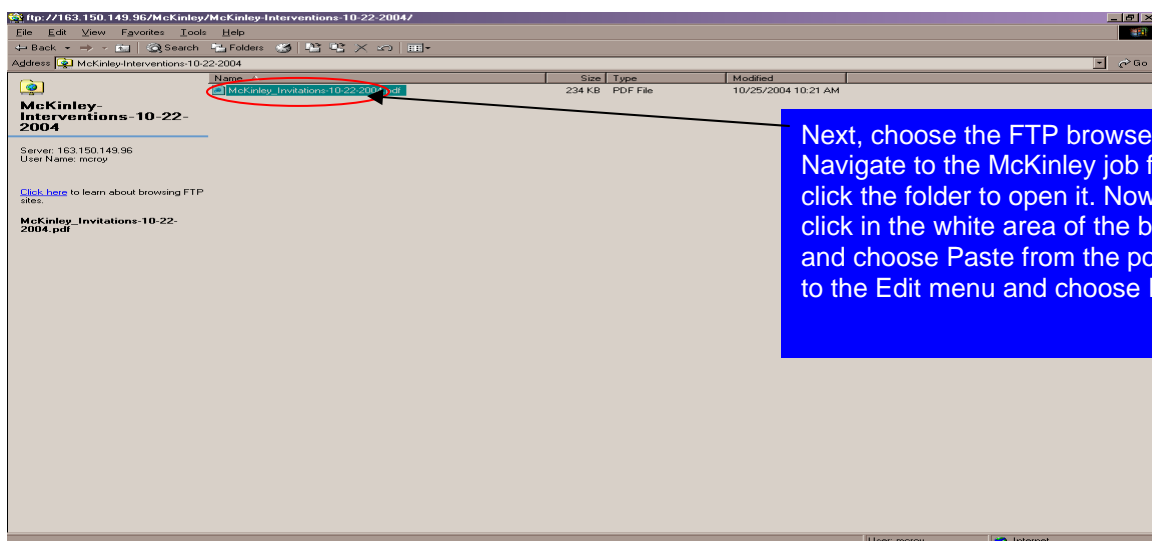 ftp://163.150.149.96/McKinley/McKinley-Interventions-10-22-2004/
File Edit View Favorites Tools Help
Back Search Folders
Address McKinley-Interventions-10-22-2004 Go
Name Size Type Modified
McKinley_Invitations-10-22-2004.pdf 234 KB PDF File 10/25/2004 10:21 AM
McKinley-
Interventions-10-22-
2004
Server: 163.150.149.96
User Name: mcroy
Click here to learn about browsing FTP
sites.
McKinley_Invitations-10-22-
2004.pdf
Next, choose the FTP browse
Navigate to the McKinley job f
click the folder to open it. Now
click in the white area of the b
and choose Paste from the po
to the Edit menu and choose
User: mcroy Internet